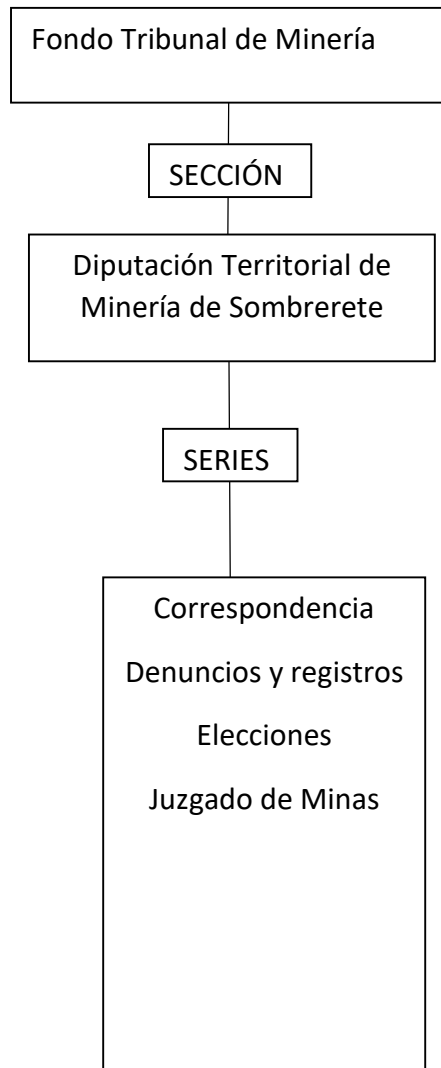 Fondo Tribunal de Minería
SECCIÓN
Diputación Territorial de
Minería de Sombrerete
SERIES
Correspondencia
Denuncios y registros
Elecciones
Juzgado de Minas